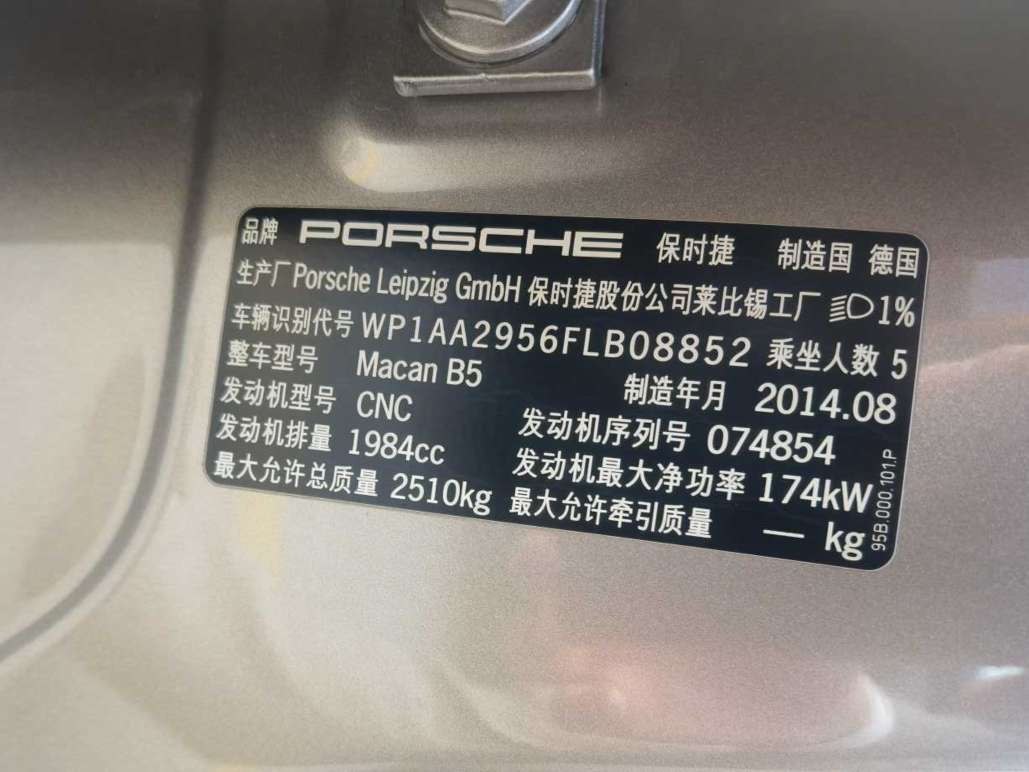 品牌 PORSCHE 保时捷 制造国 德国
生产厂 Porsche Leipzig GmbH 保时捷股份公司莱比锡工厂 1%
车辆识别代号 WP1AA2956FLB08852 乘坐人数 5
整车型号 Macan B5 制造年月 2014.08
发动机型号 CNC 发动机序列号 074854
发动机排量 1984cc 发动机最大净功率 174kW
最大允许总质量 2510kg 最大允许牵引质量 — kg
95B.000.101.P